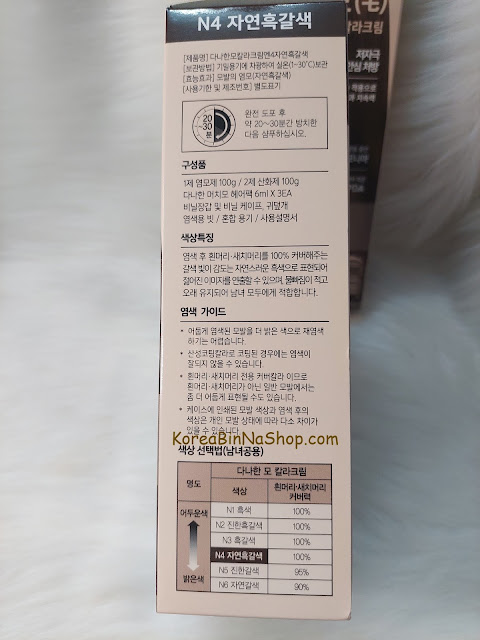 N4 자연흑갈색
[제품명] 다나한모칼라크림엔4자연흑갈색
[보관방법] 기밀용기에 차광하여 실온(1~30℃)보관
[효능효과] 모발의 염모(자연흑갈색)
[사용기한 및 제조번호] 별도표기
20
~30
분
완전 도포 후
약 20~30분간 방치한
다음 샴푸하십시오.
구성품
1제 염모제 100g / 2제 산화제 100g
다나한 머치모 헤어팩 6ml X 3EA
비닐장갑 및 비닐 케이프, 귀덮개
염색용 빗 / 혼합 용기 / 사용설명서
색상특징
염색 후 흰머리·새치머리를 100% 커버해주는
갈색 빛이 감도는 자연스러운 흑색으로 표현되어
젊어진 이미지를 연출할 수 있으며, 물빠짐이 적고
오래 유지되어 남녀 모두에게 적합합니다.
염색 가이드
• 어둡게 염색된 모발을 더 밝은 색으로 재염색
하기는 어렵습니다.
• 산성코팅칼라로 코팅된 경우에는 염색이
잘되지 않을 수 있습니다.
• 흰머리·새치머리 전용 커버칼라 이므로
흰머리·새치머리가 아닌 일반 모발에서는
좀 더 어둡게 표현될 수도 있습니다.
• 케이스에 인쇄된 모발 색상과 염색 후의
색상은 개인 모발 상태에 따라 다소 차이가
있을 수 있습니다.
KoreaBinNaShop.com
색상 선택법(남녀공용)
명도 다나한 모 칼라크림
색상 흰머리·새치머리 커버력
어두운색 N1 흑색 100%
N2 진한흑갈색 100%
N3 흑갈색 100%
N4 자연흑갈색 100%
N5 진한갈색 95%
밝은색 N6 자연갈색 90%
(毛)
칼라크림
저자극